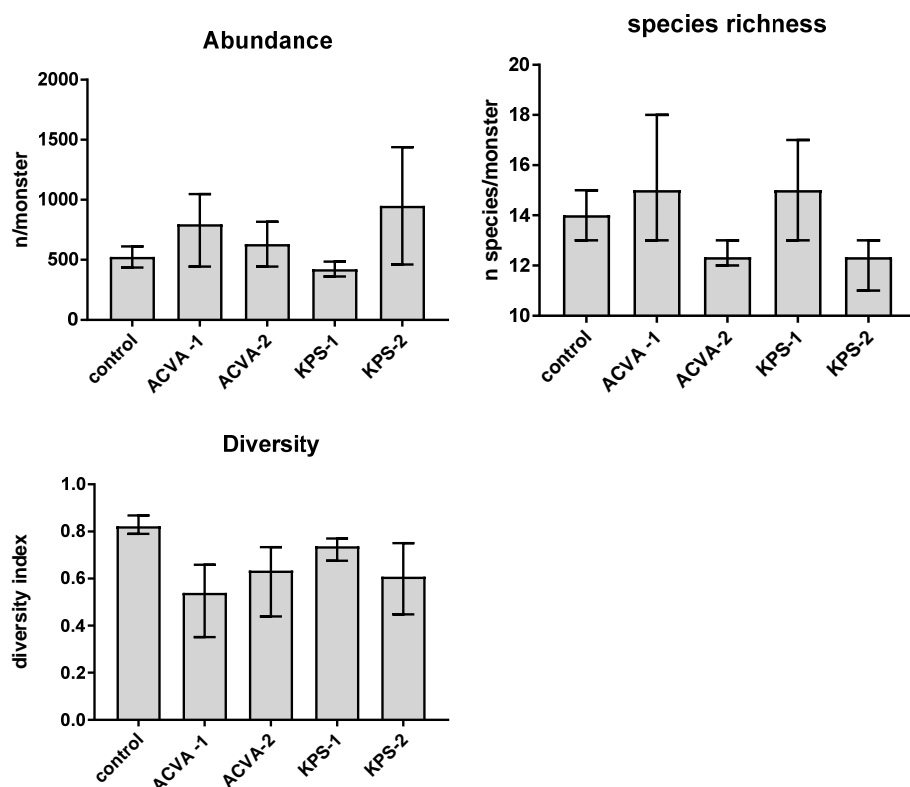 Abundance
n/monster
2000
1500
1000
500
0
control
ACVA -1
ACVA-2
KPS-1
KPS-2
species richness
n species/monster
20
18
16
14
12
10
control
ACVA -1
ACVA-2
KPS-1
KPS-2
Diversity
diversity index
1.0
0.8
0.6
0.4
0.2
0.0
control
ACVA -1
ACVA-2
KPS-1
KPS-2